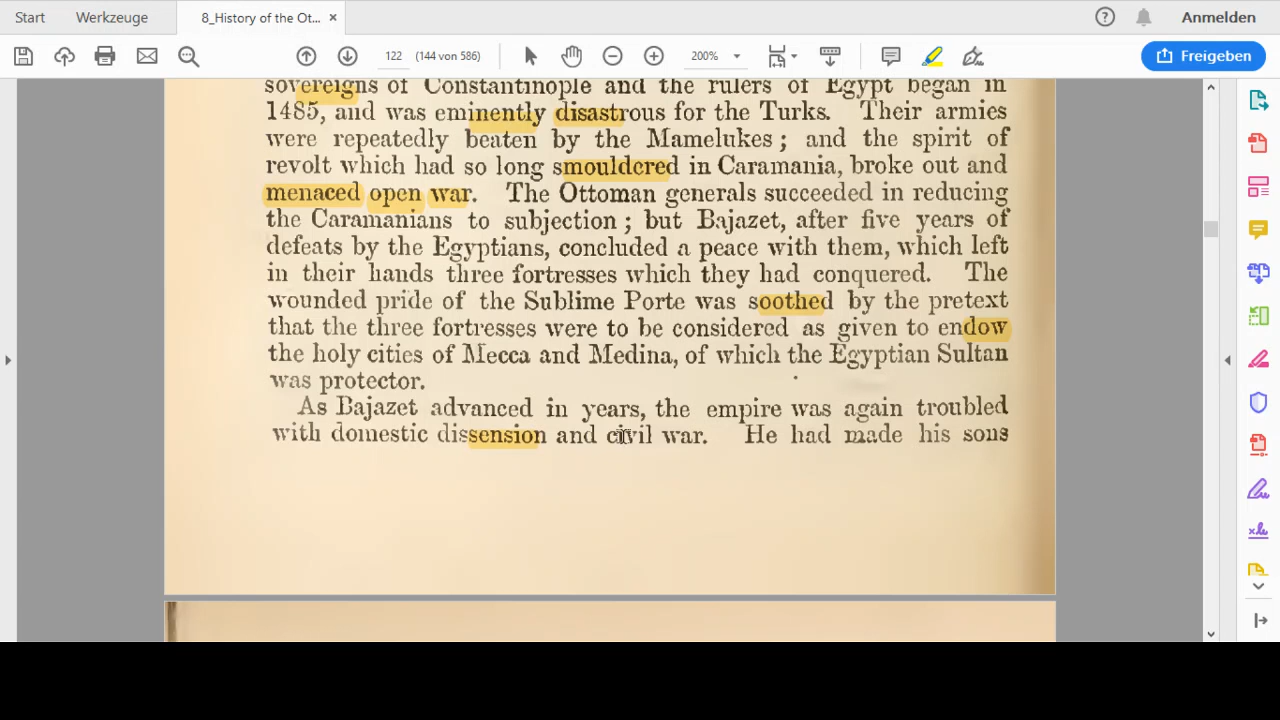 Start
Werkzeuge
8_History of the Ot...
Anmelden
122
(144 von 586)
200%
Freigeben
sovereigns of Constantinople and the rulers of Egypt began in
1485, and was eminently disastrous for the Turks. Their armies
were repeatedly beaten by the Mamelukes; and the spirit of
revolt which had so long smouldered in Caramania, broke out and
menaced open war. The Ottoman generals succeeded in reducing
the Caramanians to subjection; but Bajazet, after five years of
defeats by the Egyptians, concluded a peace with them, which left
in their hands three fortresses which they had conquered. The
wounded pride of the Sublime Porte was soothed by the pretext
that the three fortresses were to be considered as given to endow
the holy cities of Mecca and Medina, of which the Egyptian Sultan
was protector.
As Bajazet advanced in years, the empire was again troubled
with domestic dissension and civil war. He had made his sons